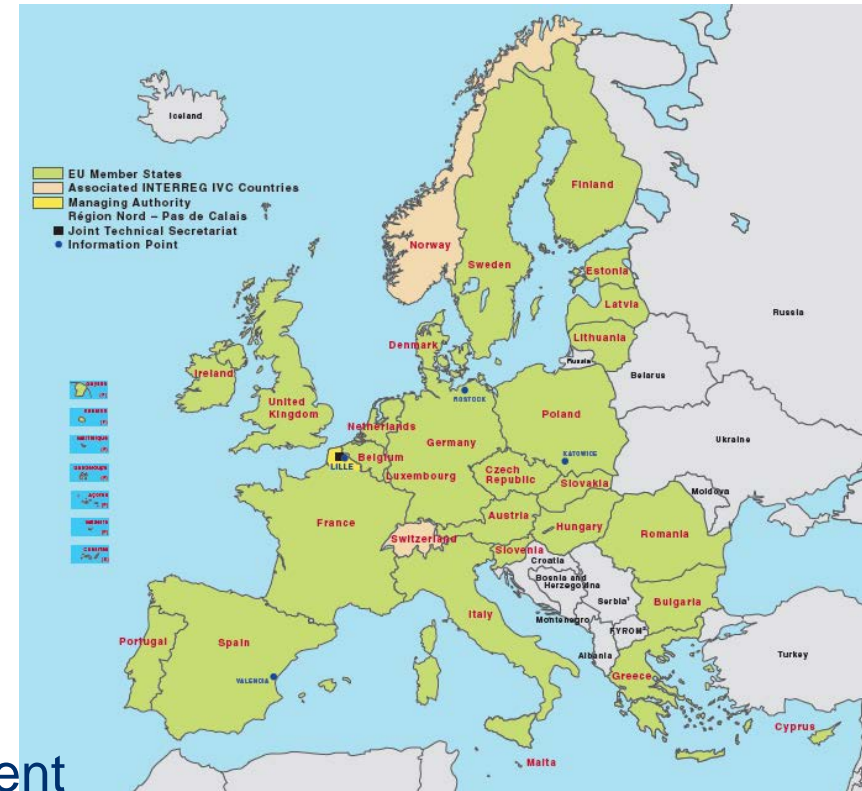 Iceland
EU Member States
Associated INTERREG IVC Countries
Managing Authority
Région Nord – Pas de Calais
Joint Technical Secretariat
Information Point
Norway
Sweden
Finland
Estonia
Latvia
Lithuania
Russia
Russia
Denmark
Belarus
Ireland
United
Kingdom
ROSTOCK
Poland
Netherlands
Germany
KATOWICE
Ukraine
Belgium
LILLE
Luxembourg
Czech
Republic
Slovakia
Moldova
France
Austria
Hungary
Romania
Switzerland
Slovenia
Croatia
Bosnia and
Herzegovina
Serbia¹
Bulgaria
Italy
Montenegro
FYROM²
Albania
Turkey
Portugal
Spain
VALENCIA
Greece
Cyprus
Malta
ent